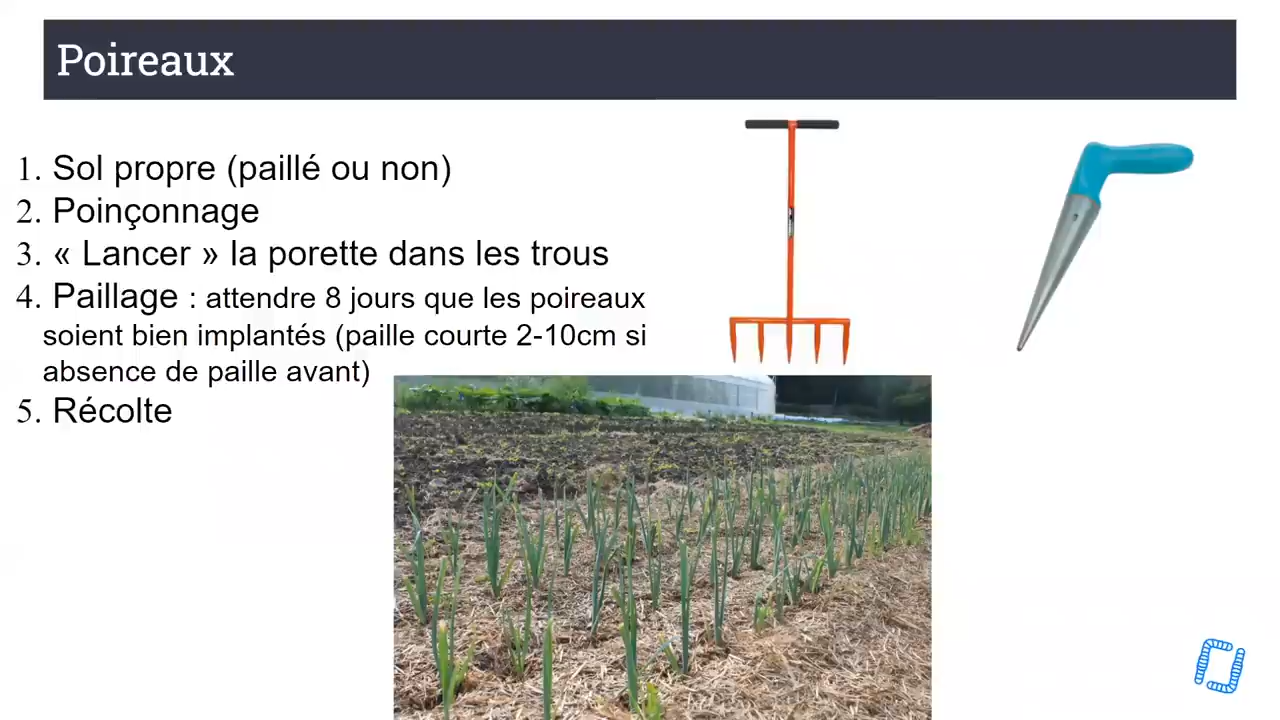 Poireaux
1. Sol propre (paillé ou non)
2. Poinçonnage
3. « Lancer » la porette dans les trous
4. Paillage : attendre 8 jours que les poireaux
soient bien implantés (paille courte 2-10cm si
absence de paille avant)
5. Récolte